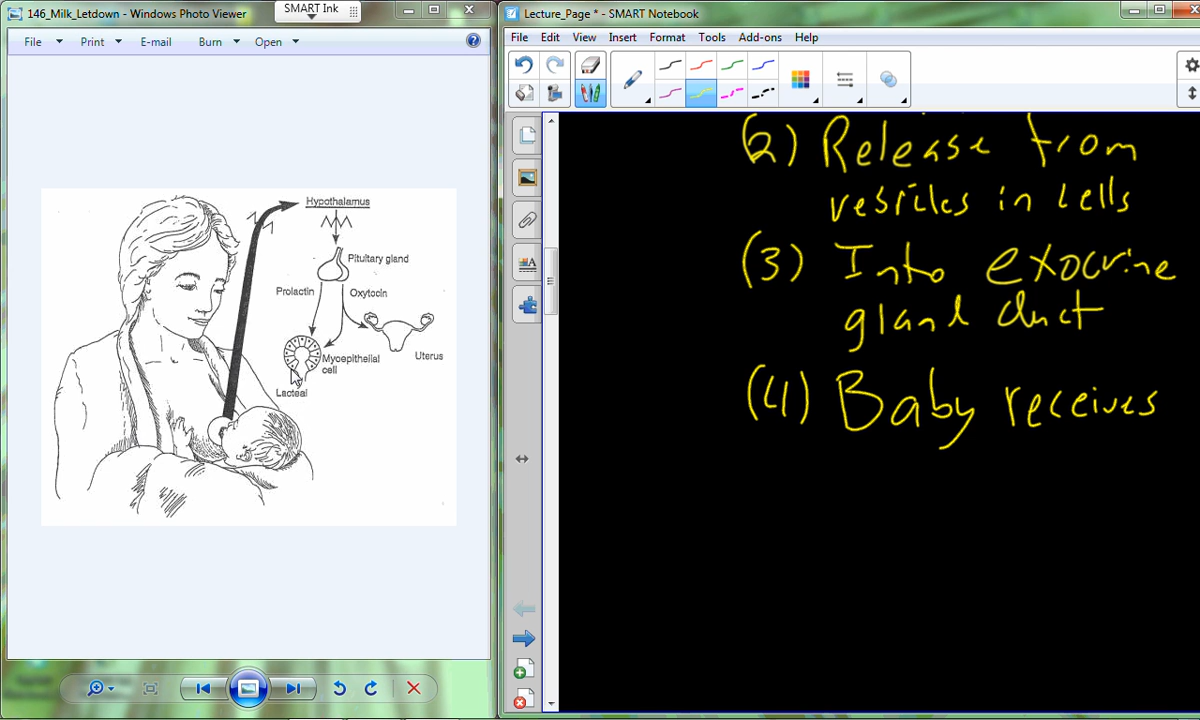 146_Milk_Letdown - Windows Photo Viewer
SMART Ink
File Print E-mail Burn Open
Hypothalamus
Pituitary gland
Prolactin Oxytocin
Myoepithelial
cell
Uterus
Lacteal
Lecture_Page * - SMART Notebook
File Edit View Insert Format Tools Add-ons Help
(2) Release from
vesicles in cells
(3) Into exocrine
gland duct
(4) Baby receives